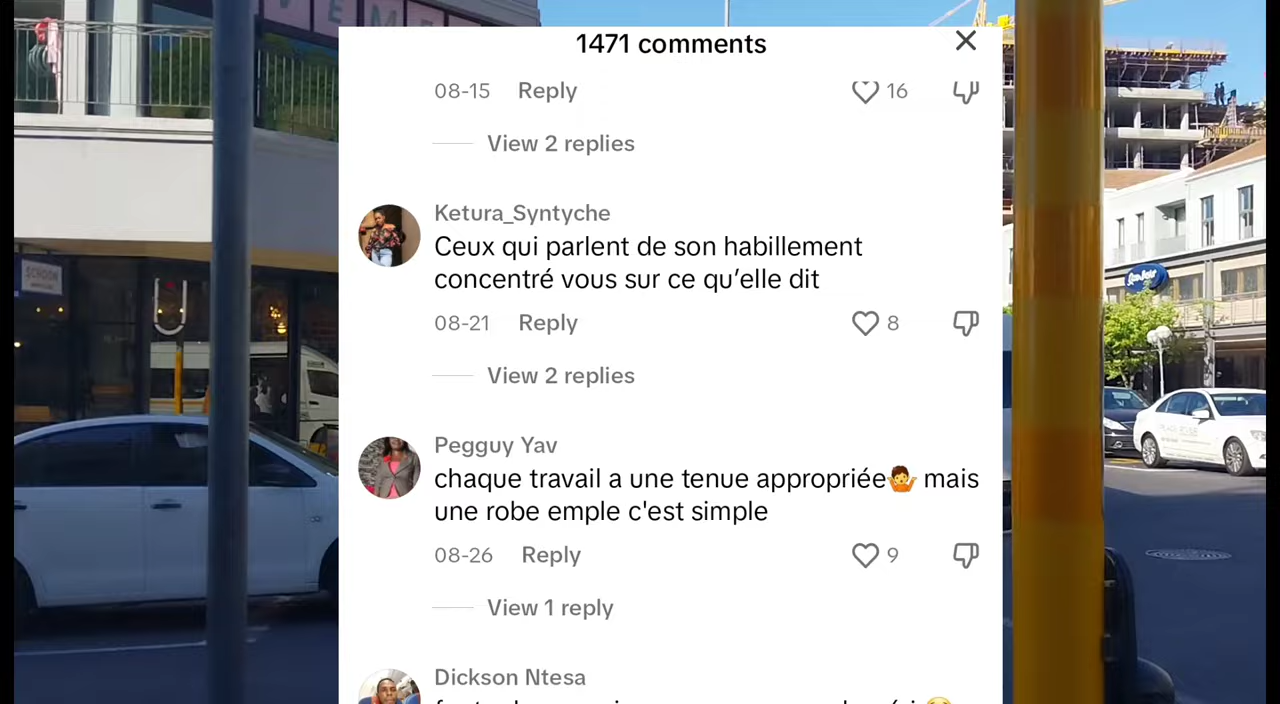 VEME
1471 comments
08-15 Reply 16
View 2 replies
Ketura_Syntyche
Ceux qui parlent de son habillement
concentré vous sur ce qu’elle dit
08-21 Reply 8
View 2 replies
Pegguy Yav
chaque travail a une tenue appropriée🤷 mais
une robe emple c'est simple
08-26 Reply 9
View 1 reply
Dickson Ntesa